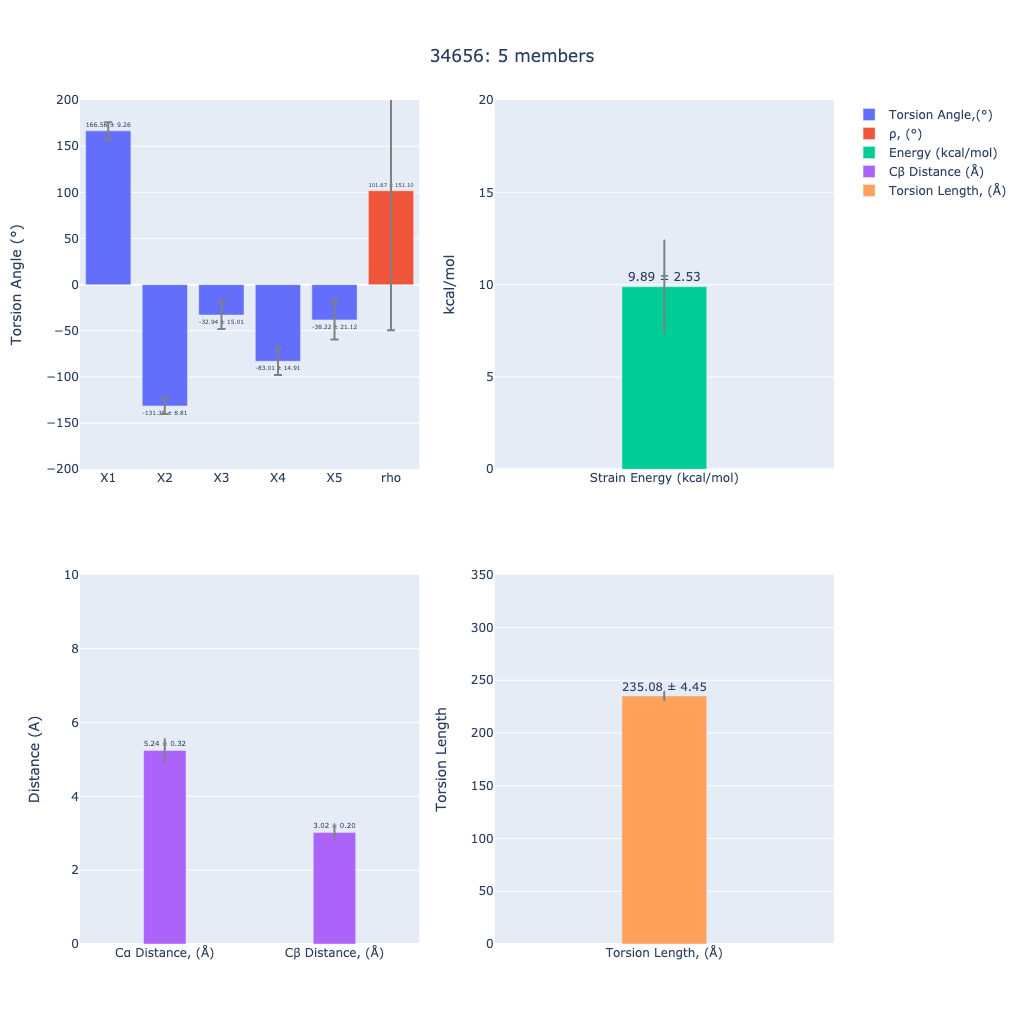 34656: 5 members
Torsion Angle (°)
200
150
100
50
0
−50
−100
−150
−200
± 9.26
± 8.81
-32.94 ± 15.01
-83.01 ± 14.91
-38.22 ± 21.12
101.67 ± 151.10
X1
X2
X3
X4
X5
rho
kcal/mol
20
15
10
5
0
9.89 ± 2.53
Strain Energy (kcal/mol)
Torsion Angle,(°)
ρ, (°)
Energy (kcal/mol)
Cβ Distance (Å)
Torsion Length, (Å)
Distance (A)
10
8
6
4
2
0
5.24 ± 0.32
3.02 ± 0.20
Cα Distance, (Å)
Cβ Distance, (Å)
Torsion Length
350
300
250
200
150
100
50
0
235.08 ± 4.45
Torsion Length, (Å)